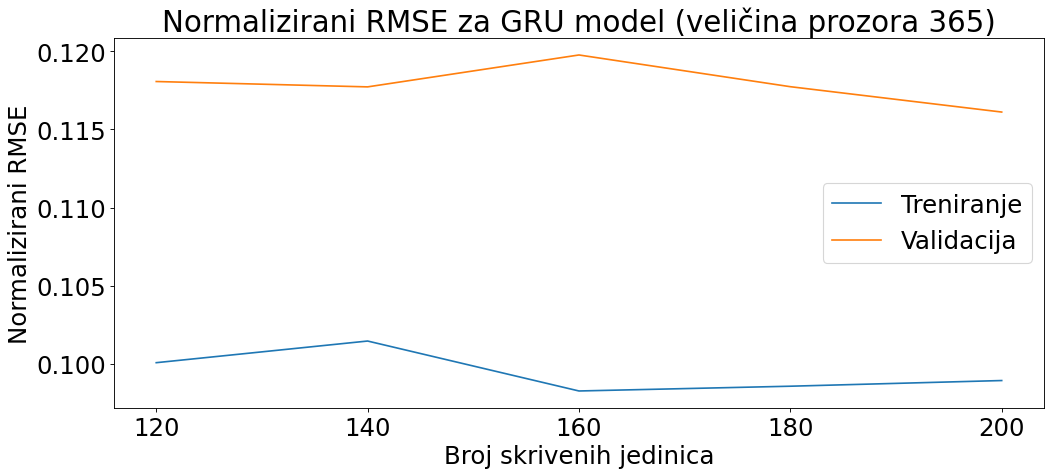 Normalizirani RMSE za GRU model (veličina prozora 365)
Normalizirani RMSE
0.120
0.115
0.110
0.105
0.100
Treniranje
Validacija
120 140 160 180 200
Broj skrivenih jedinica